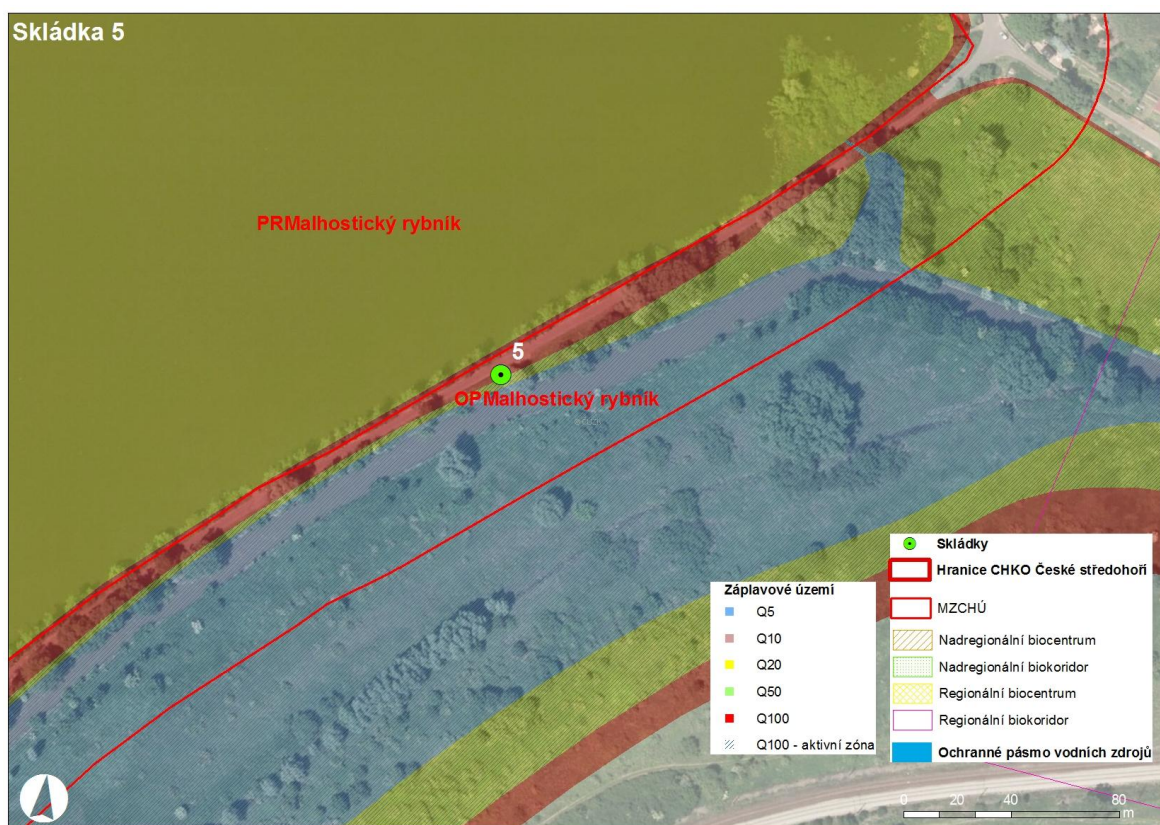 Skládka 5
PRMalhostický rybník
5
OPMalhostický rybník
Skládky
Hranice CHKO České středohoří
MZCHÚ
Nadregionální biocentrum
Nadregionální biokoridor
Regionální biocentrum
Regionální biokoridor
Ochranné pásmo vodních zdrojů
Záplavové území
Q5
Q10
Q20
Q50
Q100
Q100 - aktivní zóna
0 20 40 80
m